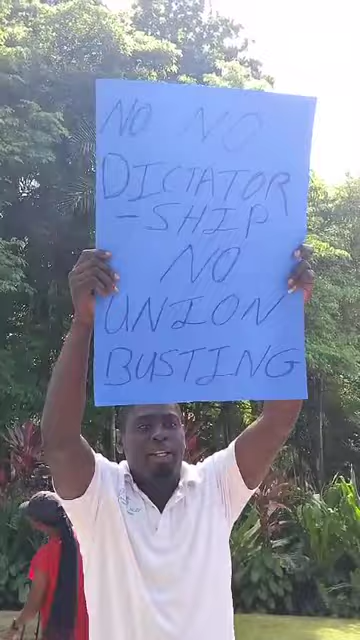 NO NO
DICTATOR
-SHIP
NO
UNION
BUSTING